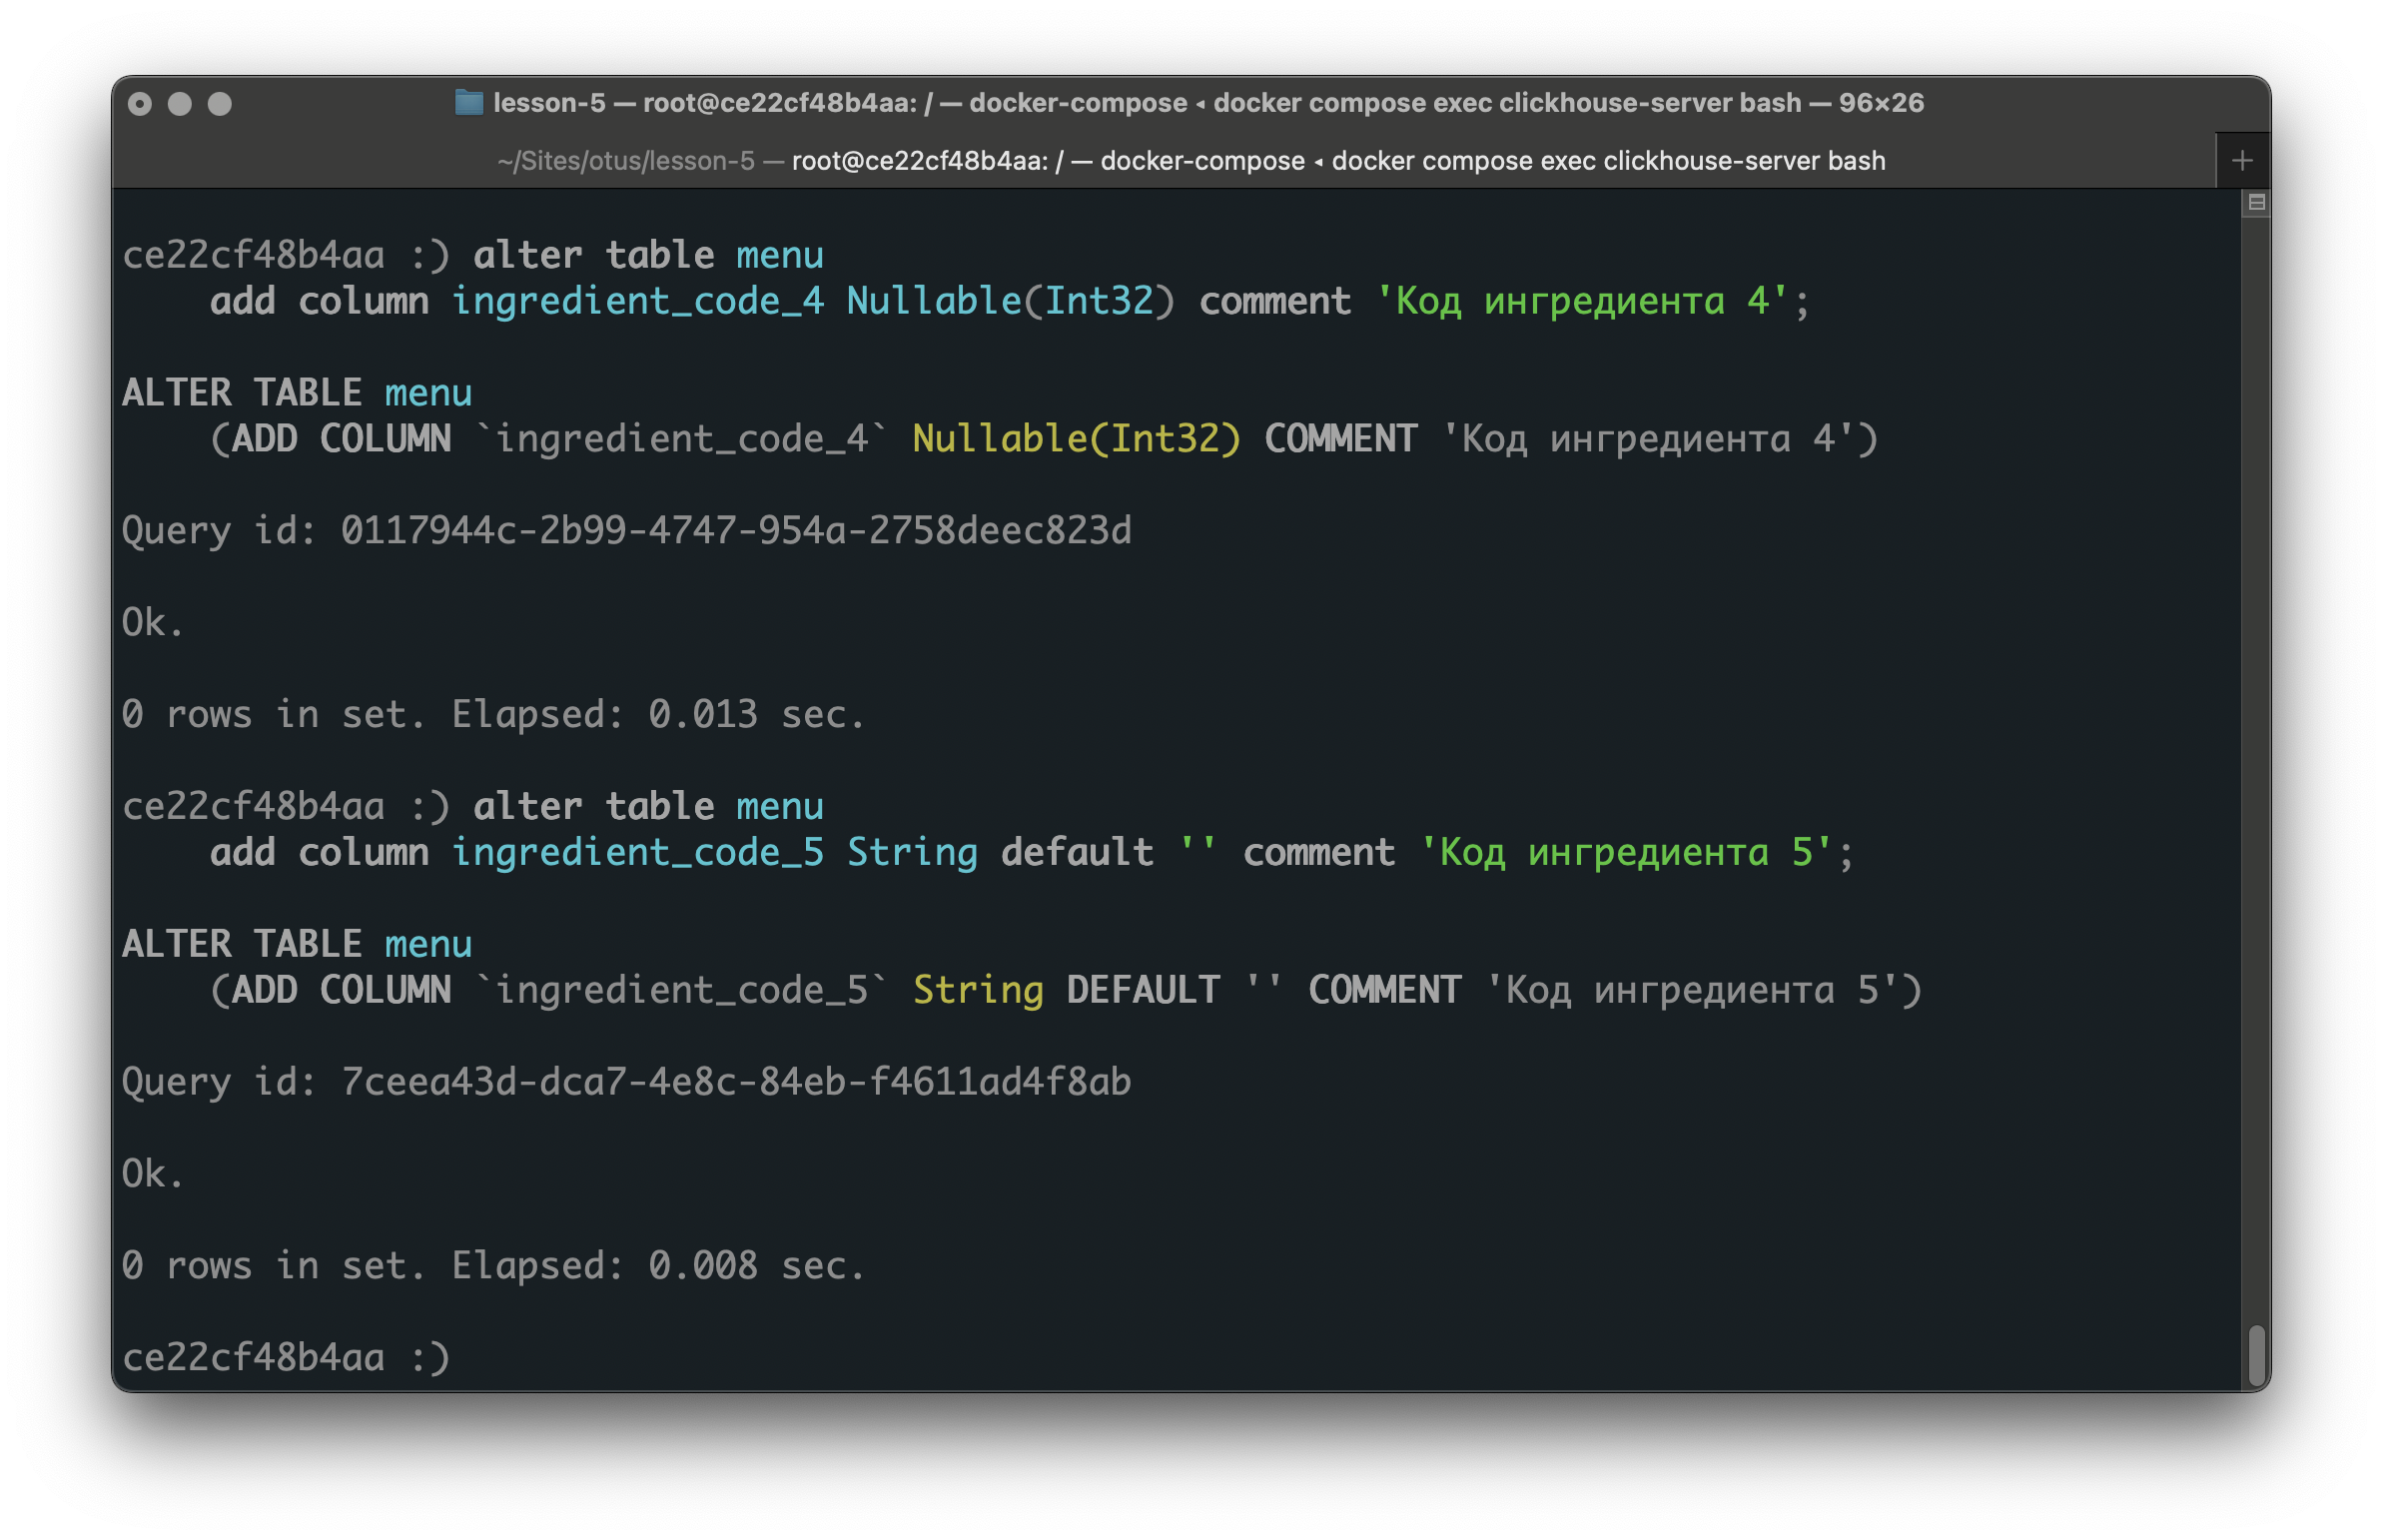 lesson-5 — root@ce22cf48b4aa: / — docker-compose ◂ docker compose exec clickhouse-server bash — 96×26
~/Sites/otus/lesson-5 — root@ce22cf48b4aa: / — docker-compose ◂ docker compose exec clickhouse-server bash
ce22cf48b4aa :) alter table menu
add column ingredient_code_4 Nullable(Int32) comment 'Код ингредиента 4';
ALTER TABLE menu
(ADD COLUMN `ingredient_code_4` Nullable(Int32) COMMENT 'Код ингредиента 4')
Query id: 0117944c-2b99-4747-954a-2758deec823d
Ok.
0 rows in set. Elapsed: 0.013 sec.
ce22cf48b4aa :) alter table menu
add column ingredient_code_5 String default '' comment 'Код ингредиента 5';
ALTER TABLE menu
(ADD COLUMN `ingredient_code_5` String DEFAULT '' COMMENT 'Код ингредиента 5')
Query id: 7ceea43d-dca7-4e8c-84eb-f4611ad4f8ab
Ok.
0 rows in set. Elapsed: 0.008 sec.
ce22cf48b4aa :)